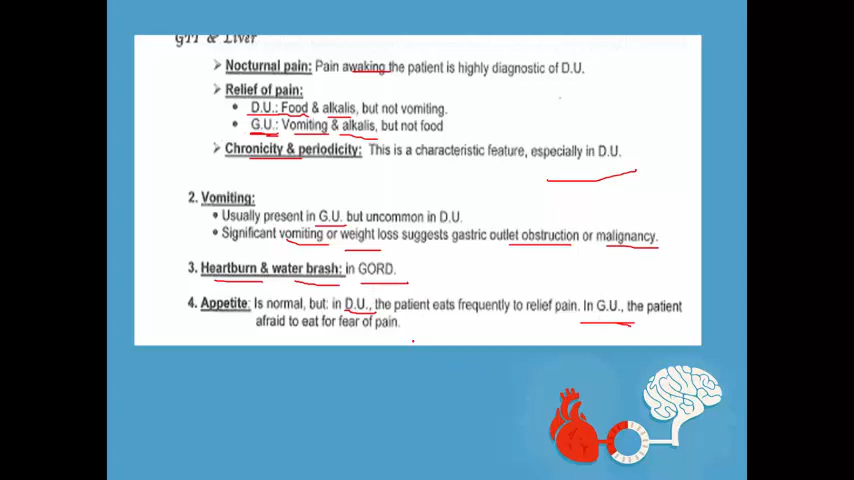 GIT & Liver
➢ Nocturnal pain: Pain awaking the patient is highly diagnostic of D.U.
➢ Relief of pain:
• D.U.: Food & alkalis, but not vomiting.
• G.U.: Vomiting & alkalis, but not food
➢ Chronicity & periodicity: This is a characteristic feature, especially in D.U.
2. Vomiting:
• Usually present in G.U. but uncommon in D.U.
• Significant vomiting or weight loss suggests gastric outlet obstruction or malignancy.
3. Heartburn & water brash: in GORD.
4. Appetite: Is normal, but: in D.U., the patient eats frequently to relief pain. In G.U., the patient
afraid to eat for fear of pain.